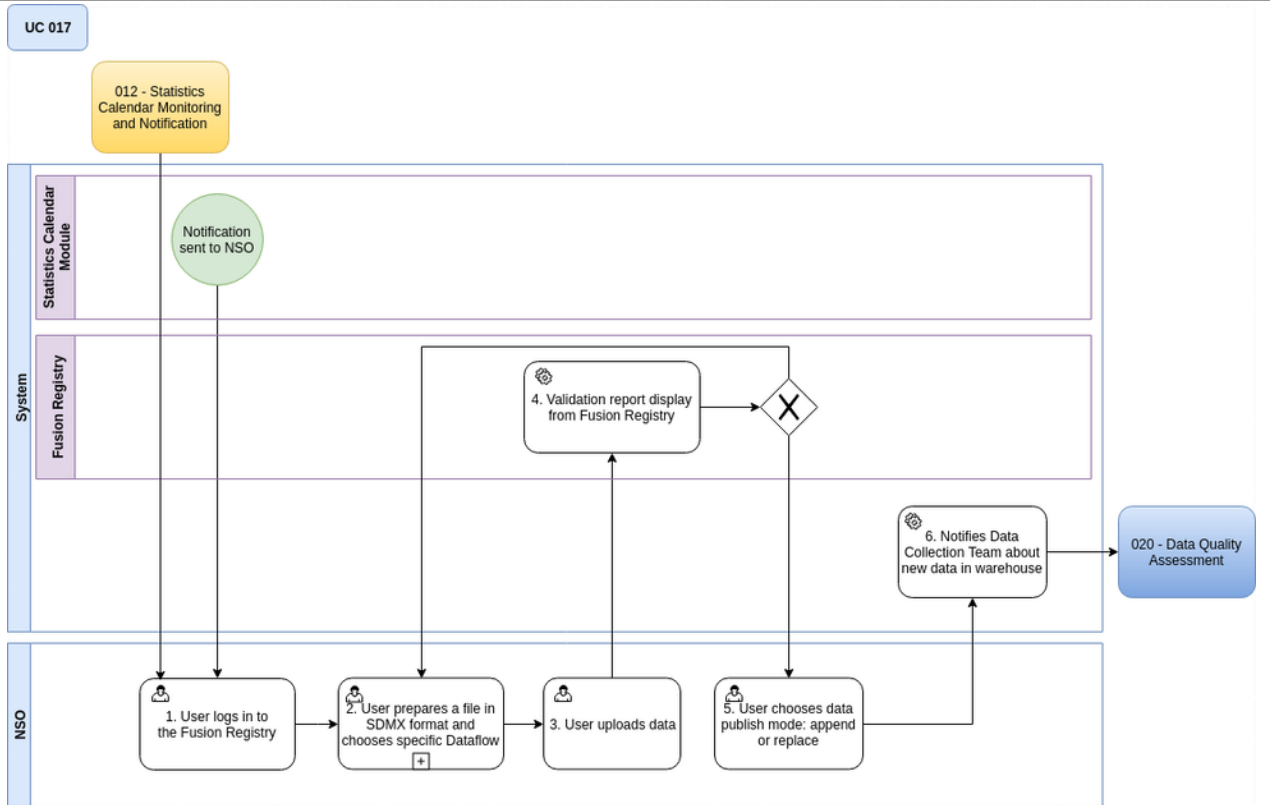 UC 017
012 - Statistics
Calendar Monitoring
and Notification
System
Statistics Calendar
Module
Notification
sent to NSO
Fusion Registry
4. Validation report display
from Fusion Registry
6. Notifies Data
Collection Team about
new data in warehouse
020 - Data Quality
Assessment
NSO
1. User logs in to
the Fusion Registry
2. User prepares a file in
SDMX format and
chooses specific Dataflow
3. User uploads data
5. User chooses data
publish mode: append
or replace